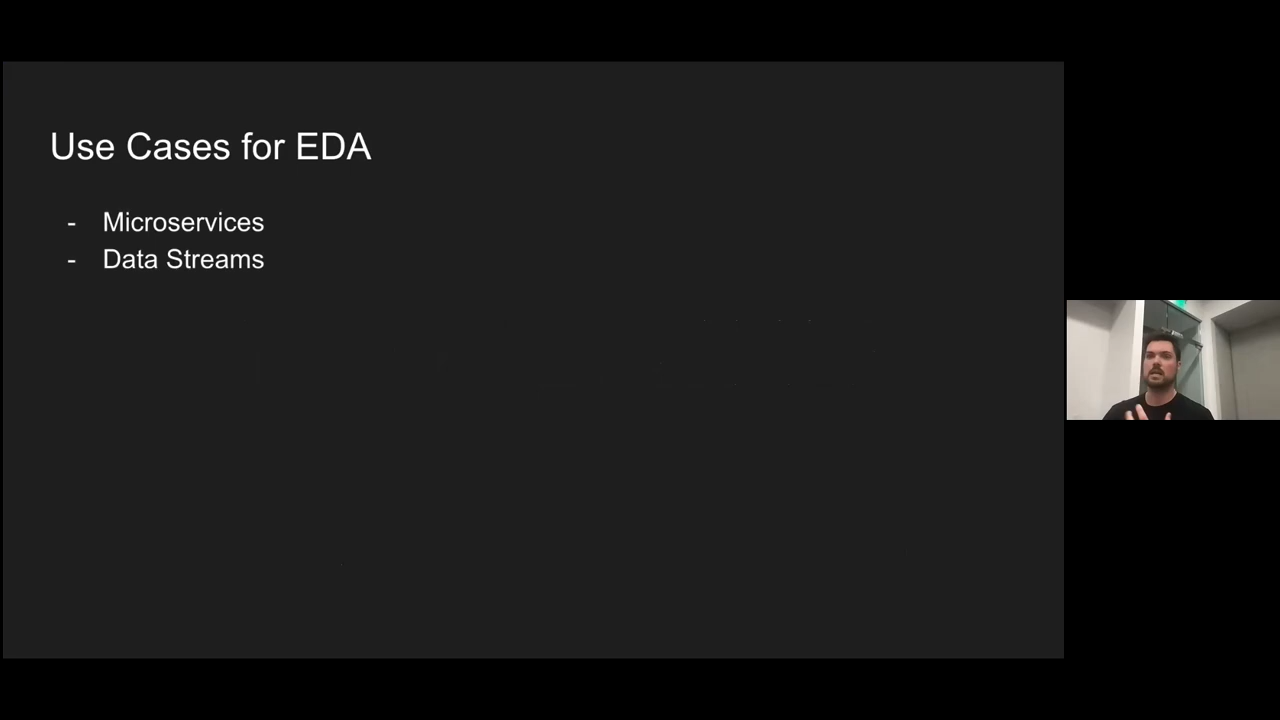 Use Cases for EDA
- Microservices
- Data Streams